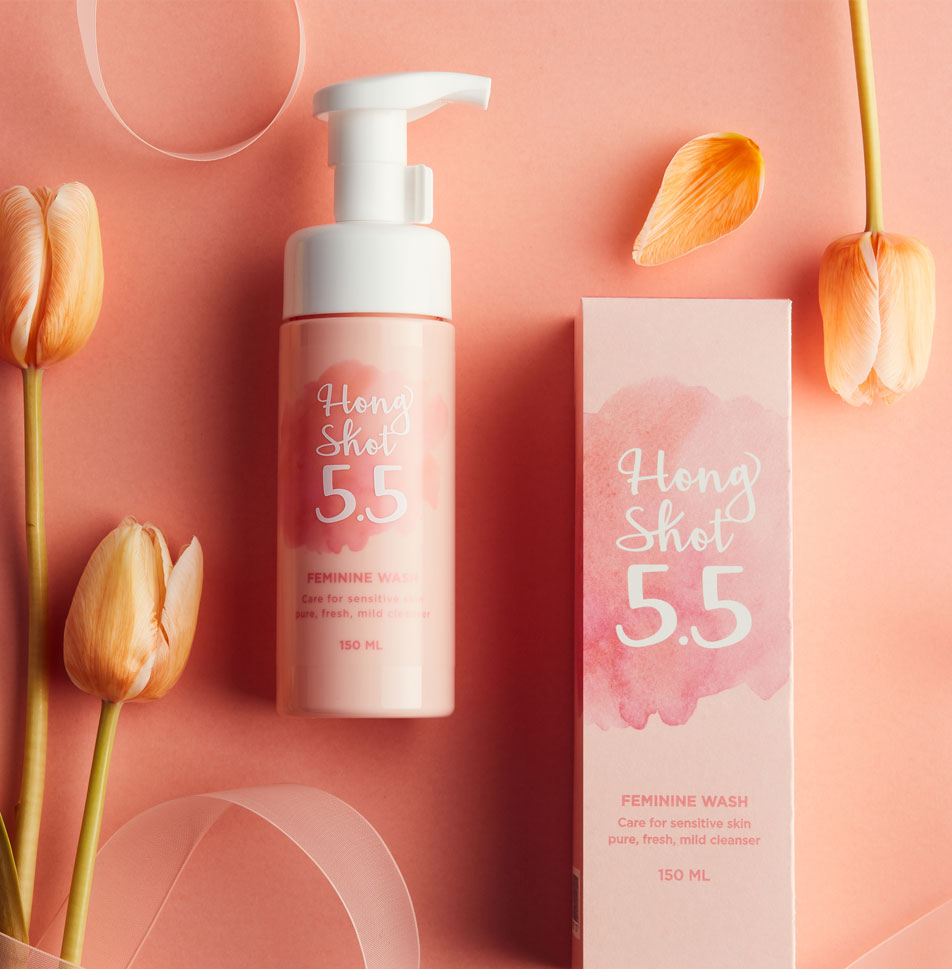 Hong
Shot
5.5
FEMININE WASH
Care for sensitive skin
pure, fresh, mild cleanser
150 ML
Hong
Shot
5.5
FEMININE WASH
Care for sensitive skin
pure, fresh, mild cleanser
150 ML